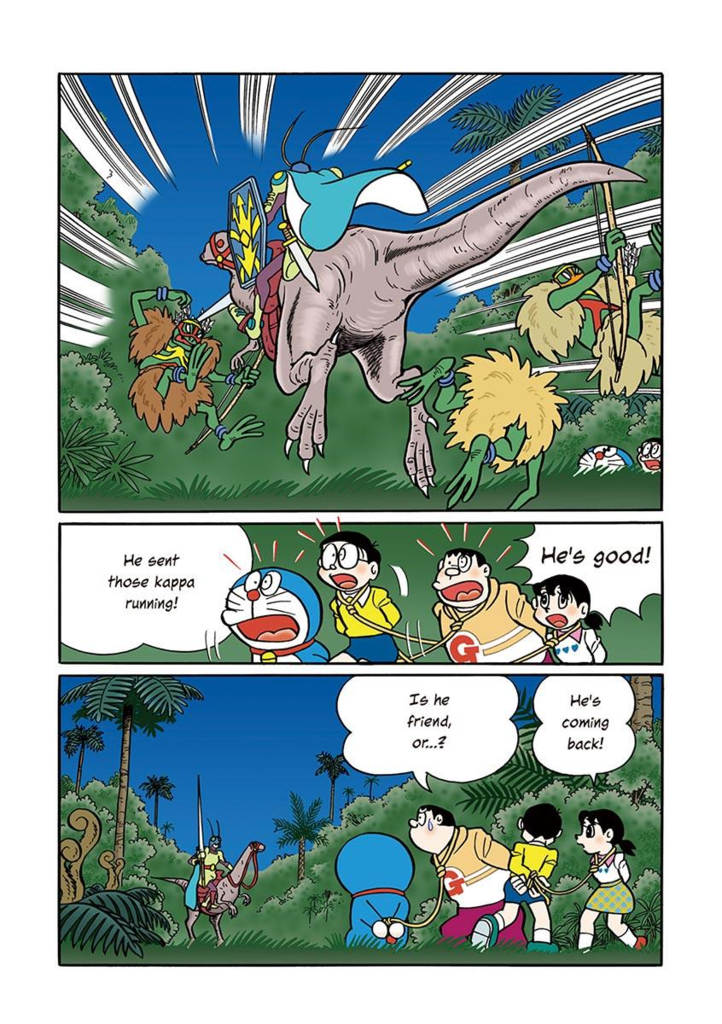 He sent
those kappa
running!
He's good!
G
Is he
friend,
or...?
He's
coming
back!
G